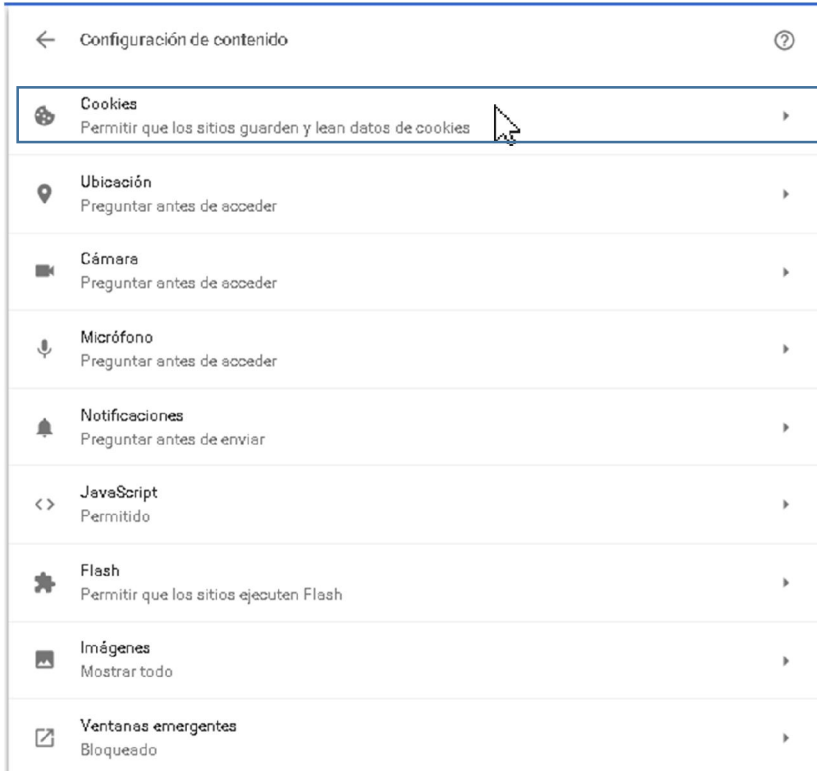 Configuración de contenido
Cookies
Permitir que los sitios guarden y lean datos de cookies
Ubicación
Preguntar antes de acceder
Cámara
Preguntar antes de acceder
Micrófono
Preguntar antes de acceder
Notificaciones
Preguntar antes de enviar
JavaScript
Permitido
Flash
Permitir que los sitios ejecuten Flash
Imágenes
Mostrar todo
Ventanas emergentes
Bloqueado